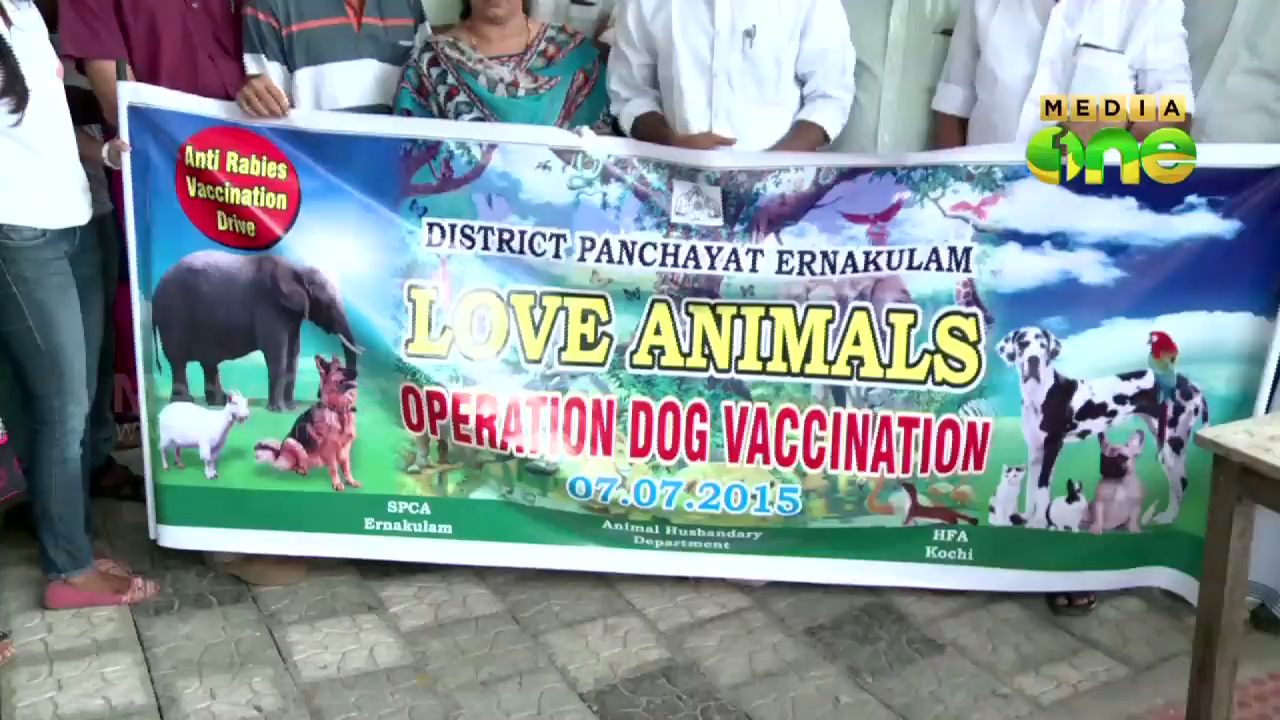 MEDIA
One
Anti Rabies
Vaccination
Drive
DISTRICT PANCHAYAT ERNAKULAM
LOVE ANIMALS
OPERATION DOG VACCINATION
07.07.2015
SPCA
Ernakulam
Animal Husbandary
Department
HFA
Kochi